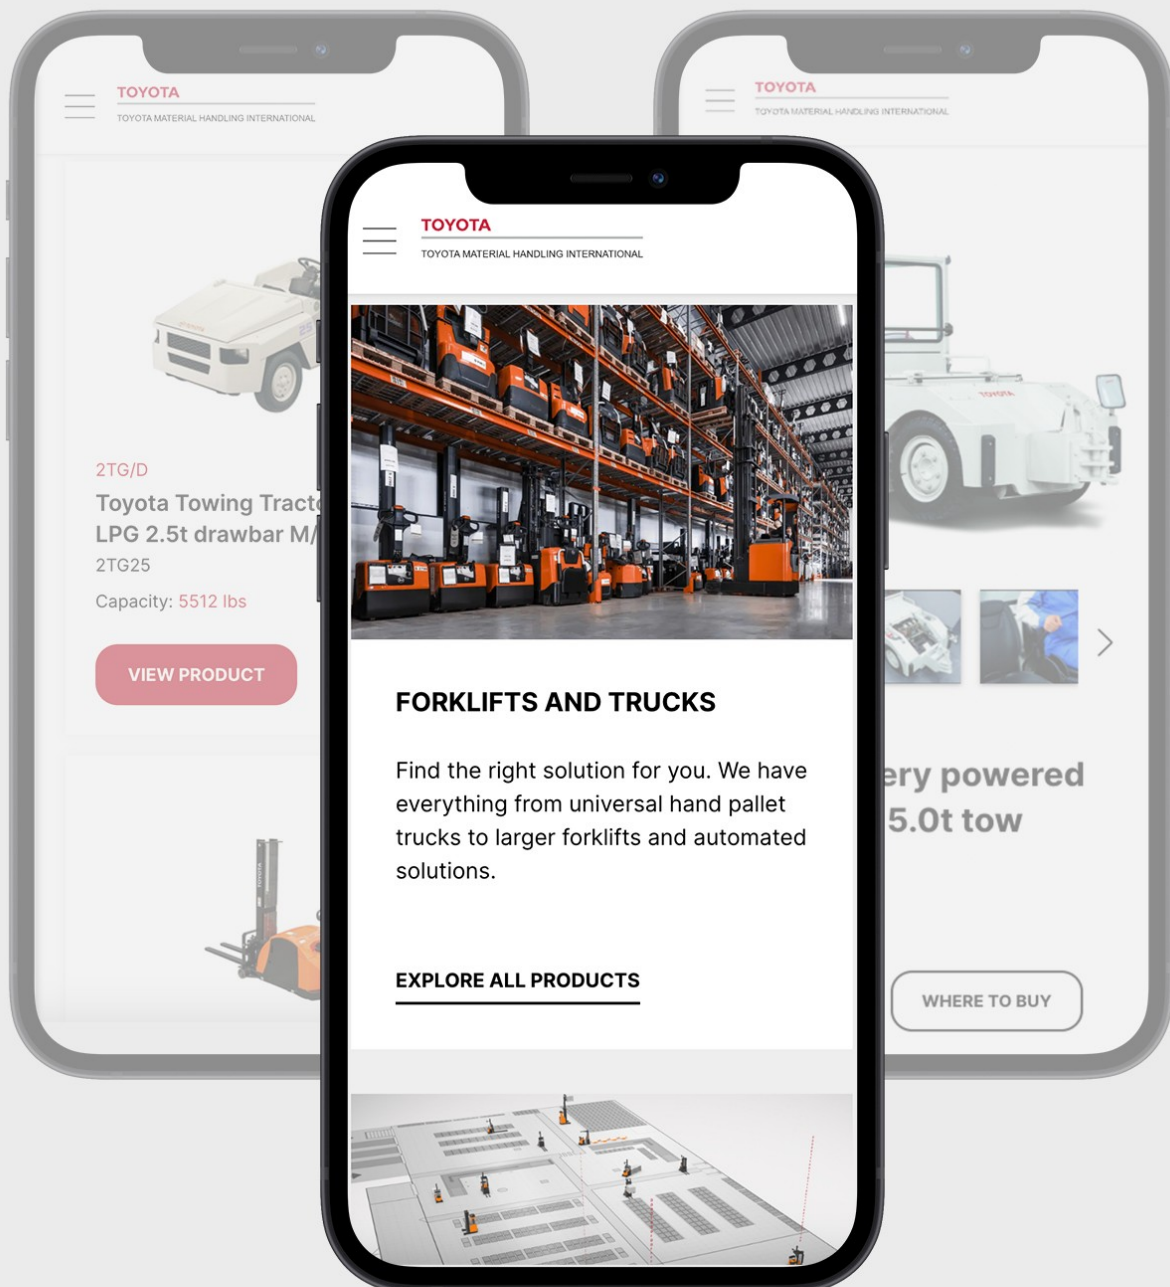 TOYOTA
TOYOTA MATERIAL HANDLING INTERNATIONAL
2TG/D
Toyota Towing
LPG 2.5t drawbar M/
2TG25
Capacity: 5512 lbs
VIEW PRODUCT
TOYOTA
TOYOTA MATERIAL HANDLING INTERNATIONAL
FORKLIFTS AND TRUCKS
Find the right solution for you. We have
everything from universal hand pallet
trucks to larger forklifts and automated
solutions.
EXPLORE ALL PRODUCTS
TOYOTA
TOYOTA MATERIAL HANDLING INTERNATIONAL
TOYOTA
powered
5.0t tow
WHERE TO BUY